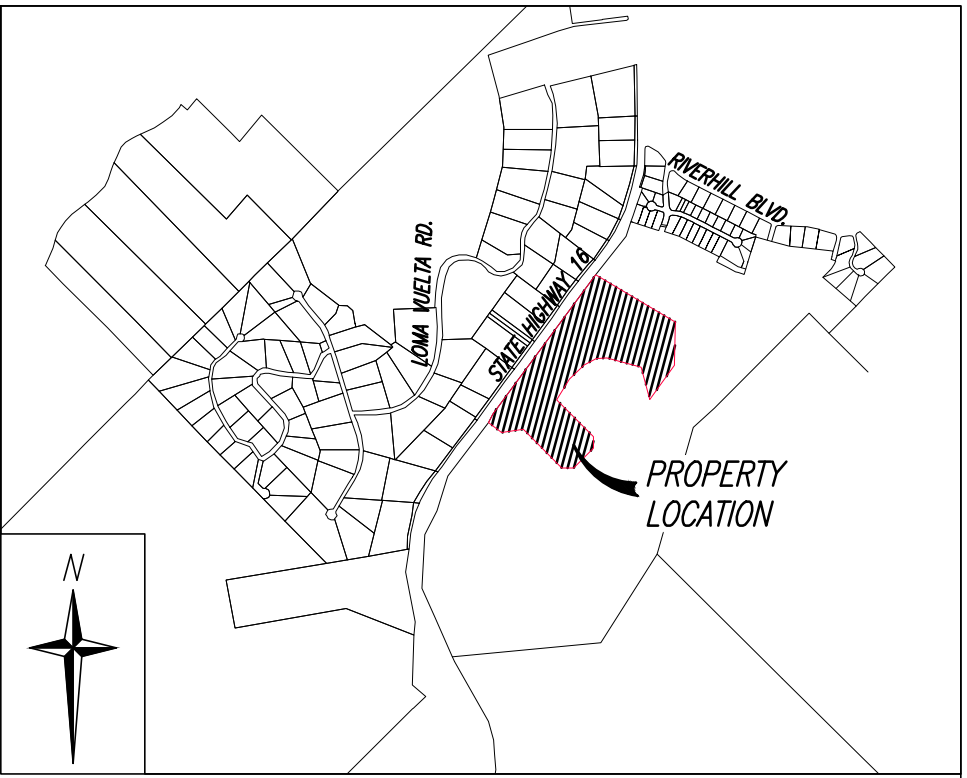 RIVERHILL BLVD.
LOMA VUELTA RD.
STATE HIGHWAY 16
PROPERTY
LOCATION
N